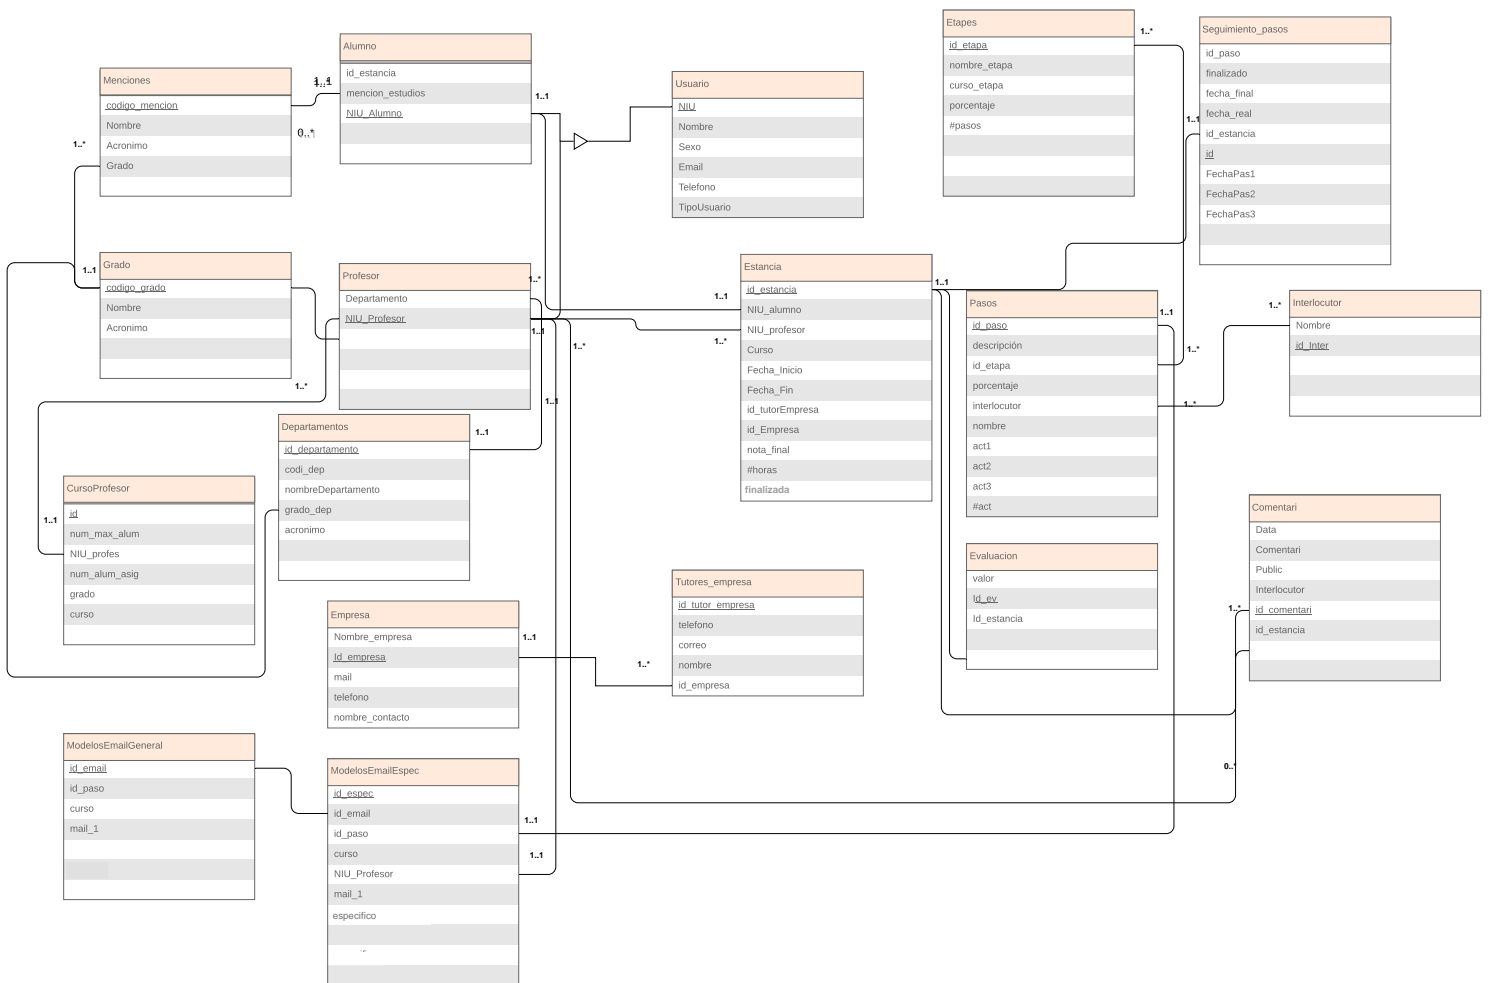 Menciones
codigo_mencion
Nombre
Acronimo
Grado
1..*
1..1
0..*
Alumno
id_estancia
mencion_estudios
NIU_Alumno
1..1
Usuario
NIU
Nombre
Sexo
Email
Telefono
TipoUsuario
Etapes
id_etapa
nombre_etapa
curso_etapa
porcentaje
#pasos
1..*
Seguimiento_pasos
id_paso
finalizado
fecha_final
fecha_real
id_estancia
id
FechaPas1
FechaPas2
FechaPas3
1..1
Grado
codigo_grado
Nombre
Acronimo
1..1
Profesor
Departamento
NIU_Profesor
1..*
1..1
1..*
1..*
1..1
Estancia
id_estancia
NIU_alumno
NIU_profesor
Curso
Fecha_Inicio
Fecha_Fin
id_tutorEmpresa
id_Empresa
nota_final
#horas
finalizada
1..1
1..*
1..1
Pasos
id_paso
descripción
id_etapa
porcentaje
interlocutor
nombre
act1
act2
act3
#act
1..1
1..*
1..*
Interlocutor
Nombre
id_Inter
1..*
Departamentos
id_departamento
codi_dep
nombreDepartamento
grado_dep
acronimo
1..1
CursoProfesor
id
num_max_alum
NIU_profes
num_alum_asig
grado
curso
1..1
Empresa
Nombre_empresa
Id_empresa
mail
telefono
nombre_contacto
1..1
1..*
Tutores_empresa
id_tutor_empresa
telefono
correo
nombre
id_empresa
Evaluacion
valor
Id_ev
Id_estancia
Comentari
Data
Comentari
Public
Interlocutor
id_comentari
id_estancia
1..*
0..*
ModelosEmailGeneral
id_email
id_paso
curso
mail_1
ModelosEmailEspec
id_espec
id_email
id_paso
curso
NIU_Profesor
mail_1
especifico
1..1
1..1